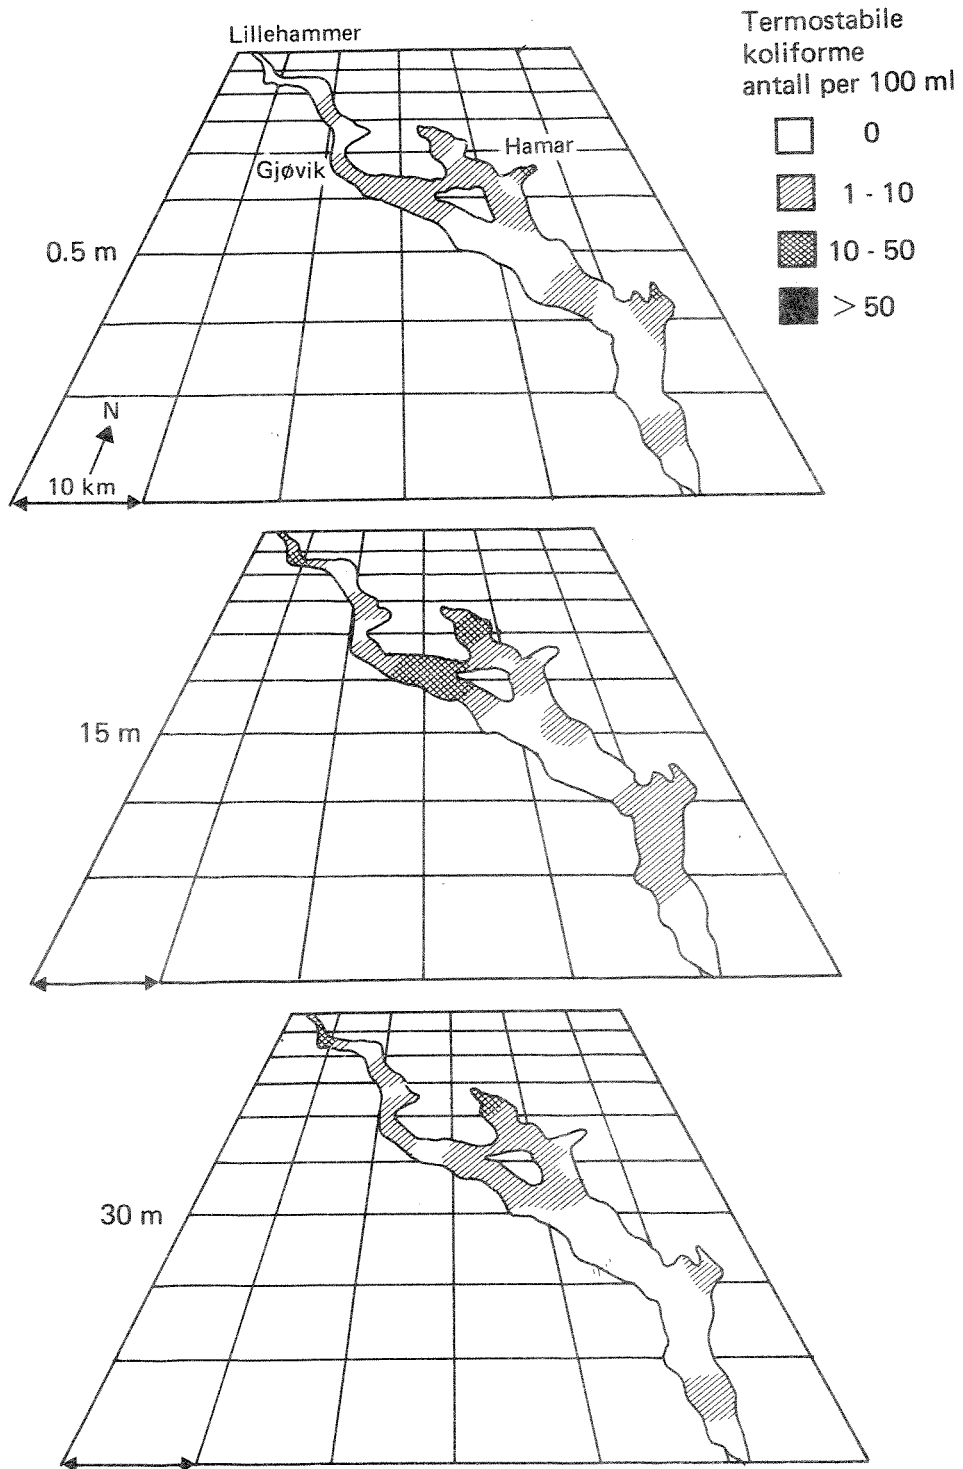 Lillehammer
Termostabile
koliforme
antall per 100 ml
0
1 - 10
10 - 50
> 50
Hamar
Gjøvik
0.5 m
N
10 km
15 m
30 m